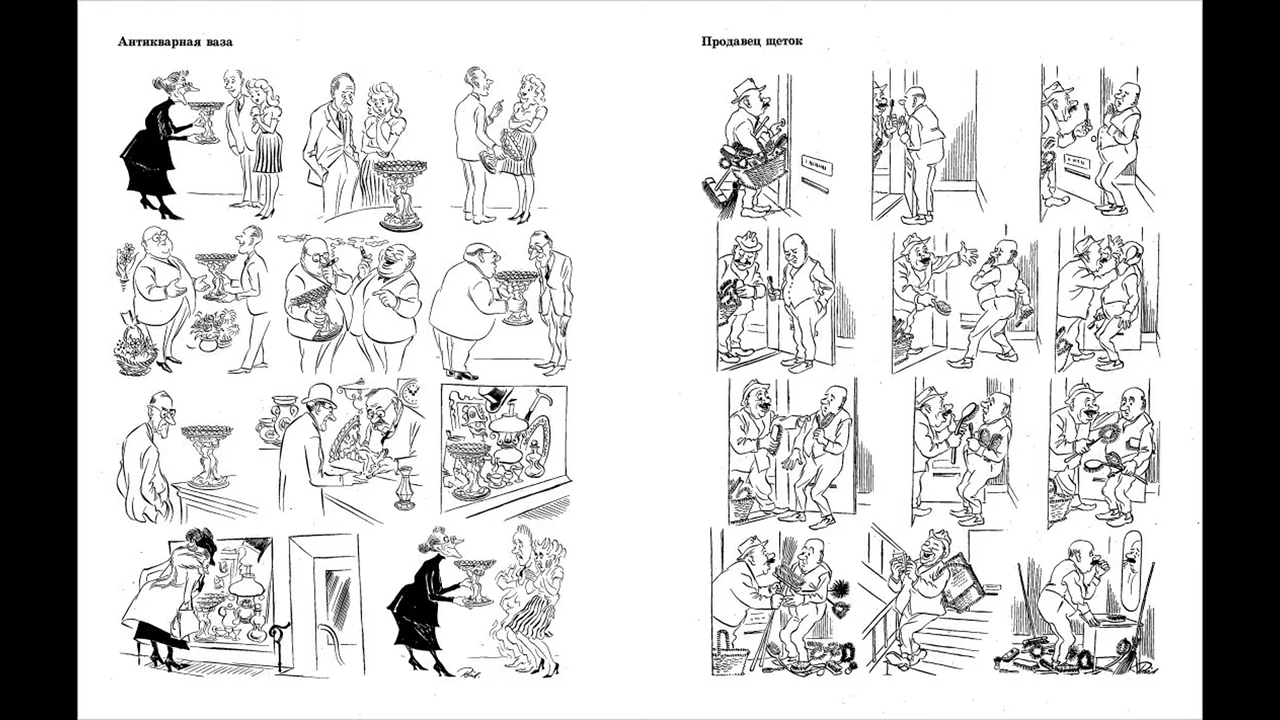 Антикварная ваза
Продавец щеток